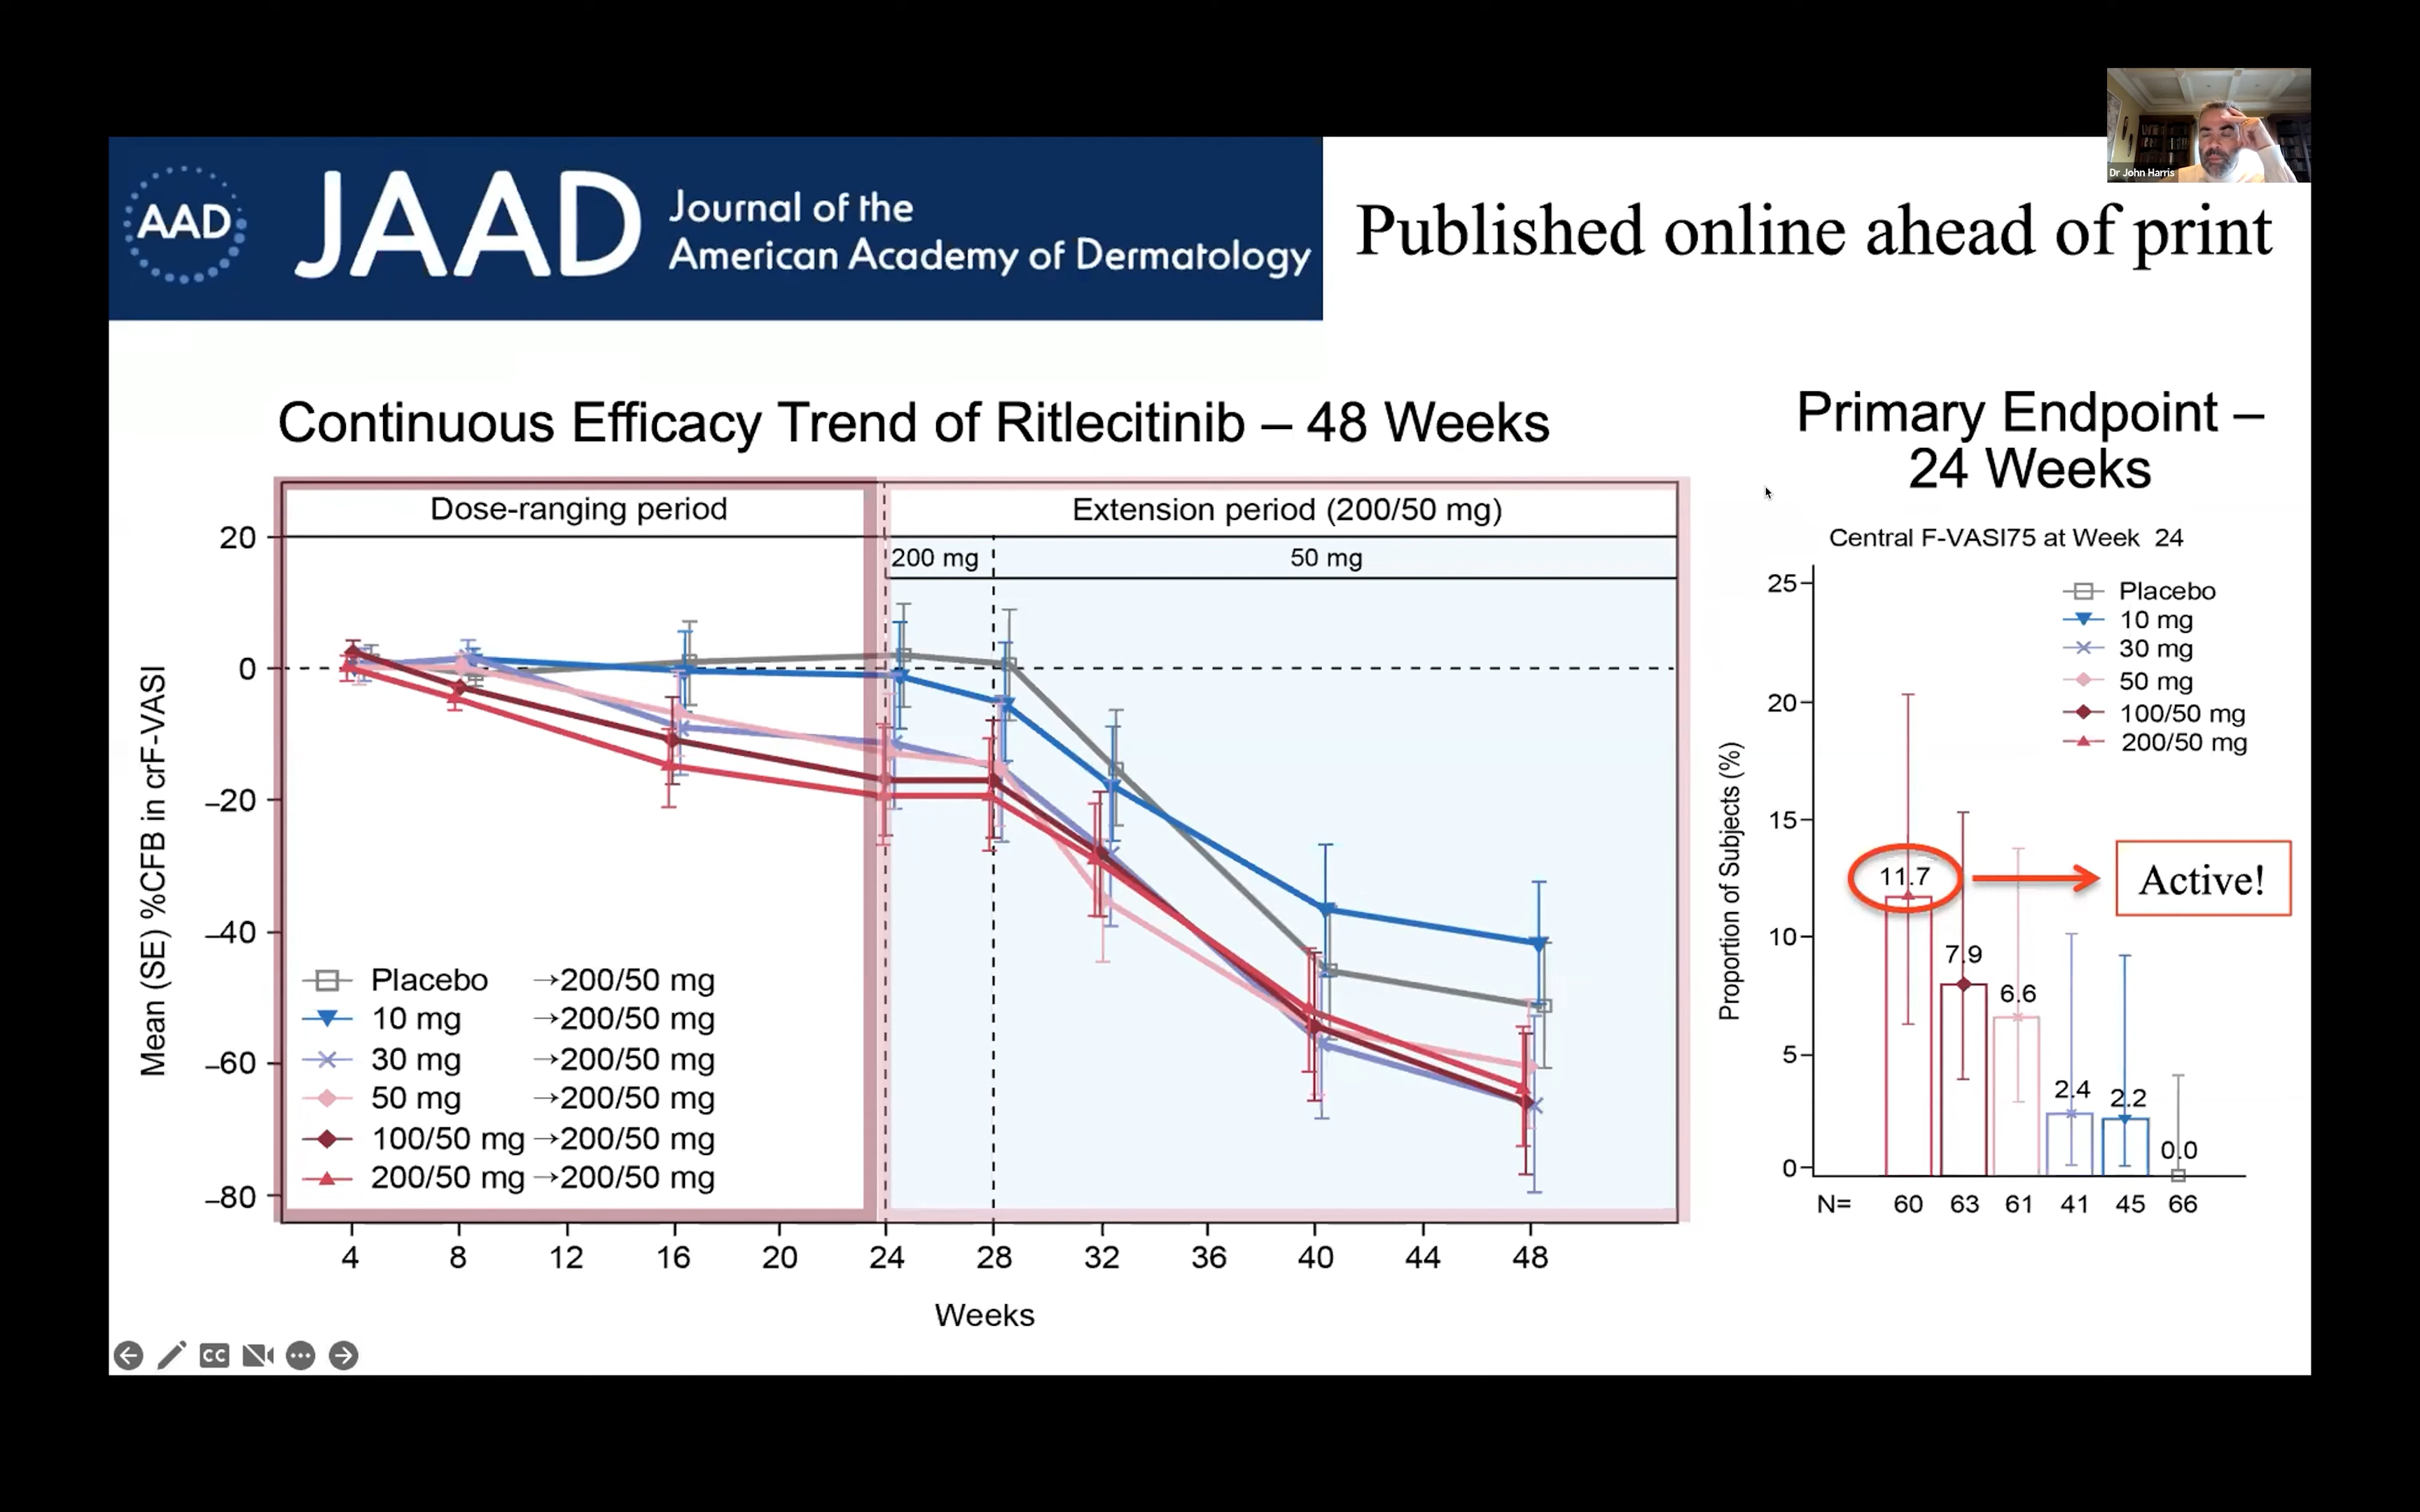 Dr John Harris
AAD
JAAD
Journal of the
American Academy of Dermatology
Published online ahead of print
Continuous Efficacy Trend of Ritlecitinib – 48 Weeks
Dose-ranging period
Extension period (200/50 mg)
200 mg
50 mg
Mean (SE) %CFB in crF-VASI
20
0
–20
–40
–60
–80
Placebo →200/50 mg
10 mg →200/50 mg
30 mg →200/50 mg
50 mg →200/50 mg
100/50 mg →200/50 mg
200/50 mg →200/50 mg
4 8 12 16 20 24 28 32 36 40 44 48
Weeks
Primary Endpoint –
24 Weeks
Central F-VASI75 at Week 24
Proportion of Subjects (%)
25
20
15
10
5
0
Placebo
10 mg
30 mg
50 mg
100/50 mg
200/50 mg
11.7
Active!
7.9
6.6
2.4
2.2
0.0
N= 60 63 61 41 45 66
CC